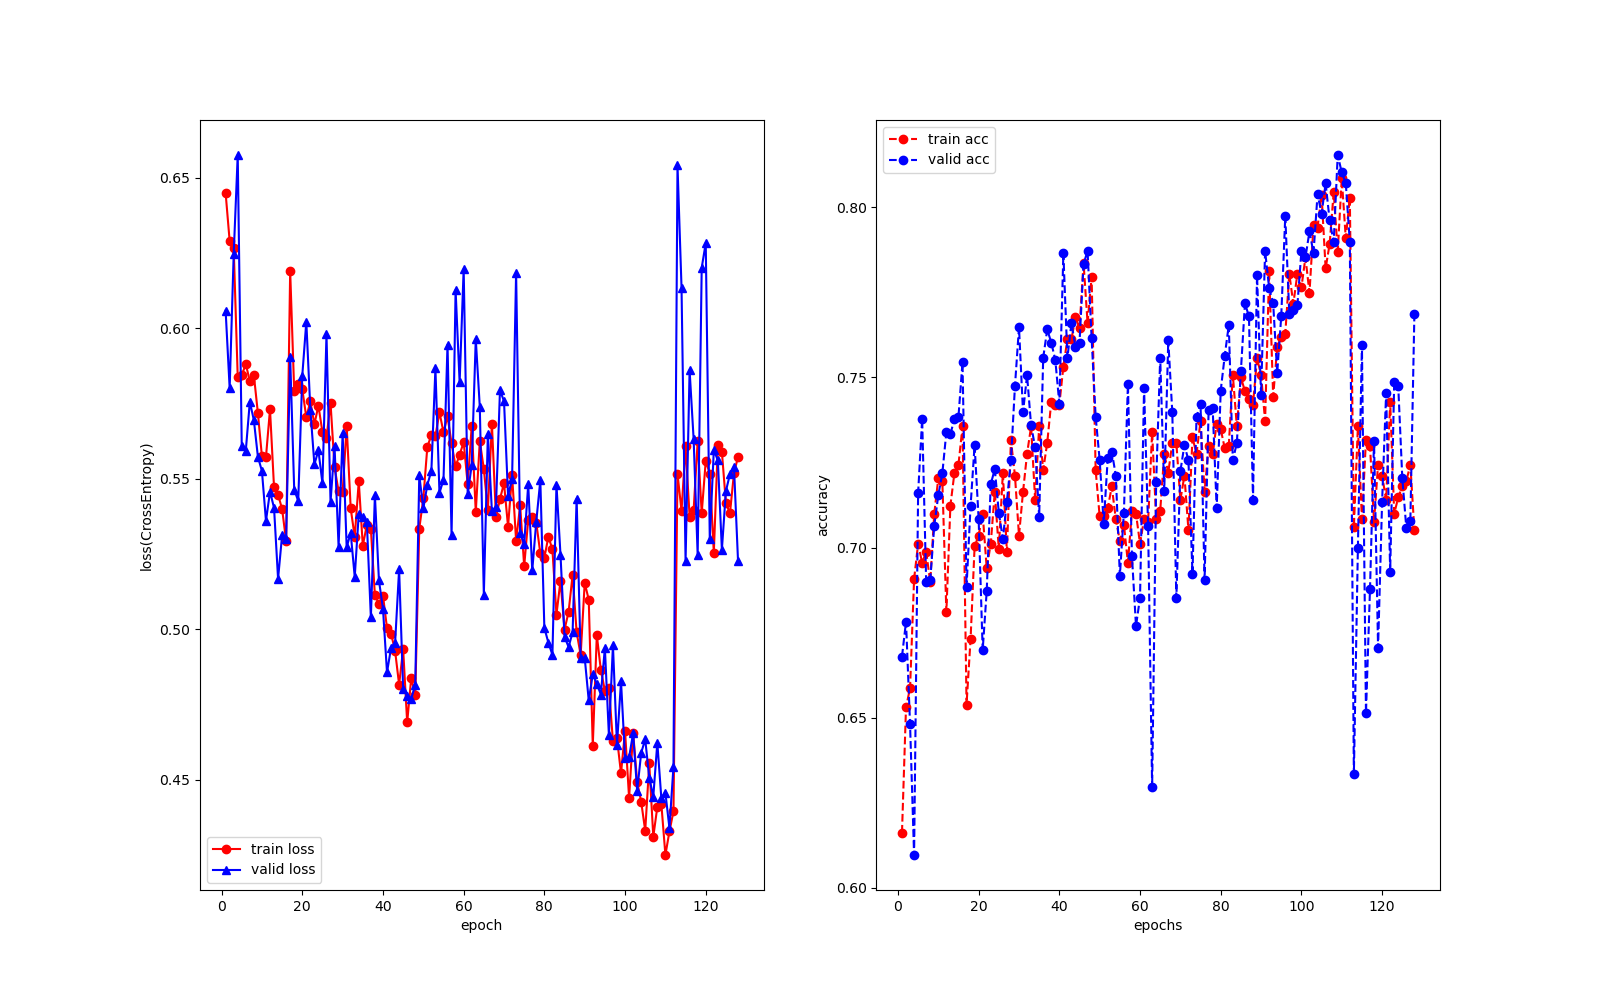 0.65
0.60
0.55
0.50
0.45
loss(CrossEntropy)
train loss
valid loss
0 20 40 60 80 100 120
epoch
train acc
valid acc
0.80
0.75
0.70
0.65
0.60
accuracy
0 20 40 60 80 100 120
epochs